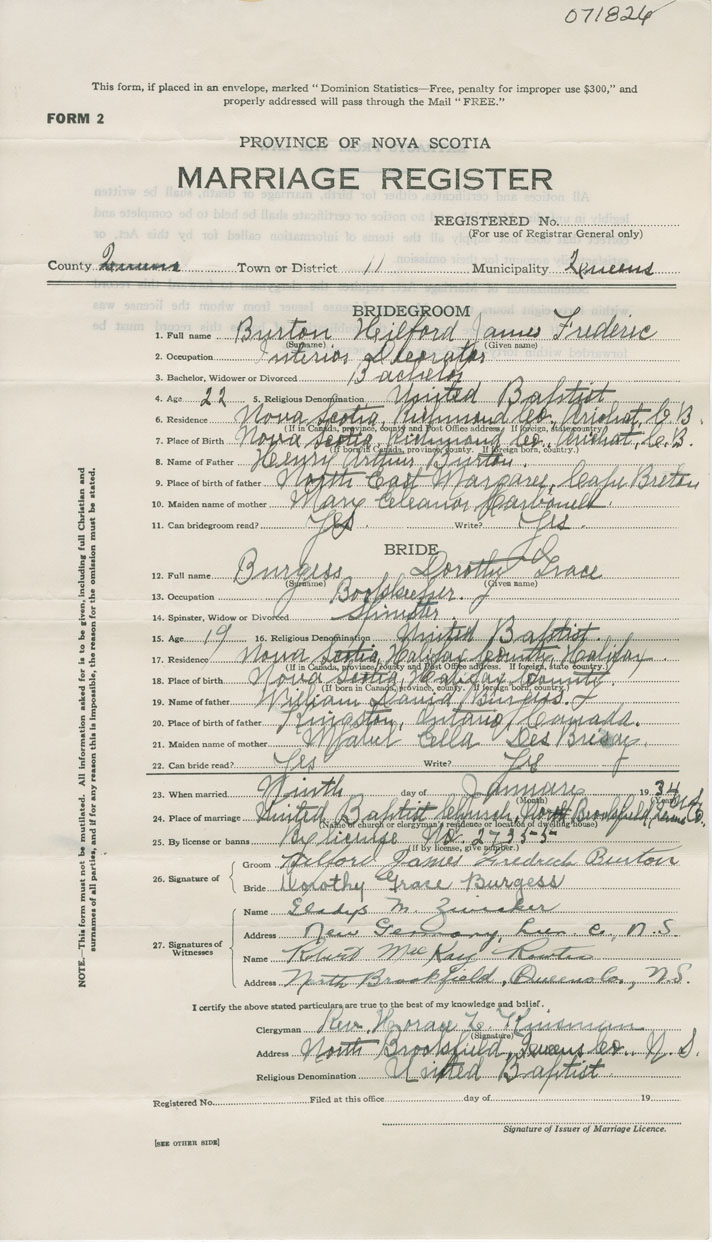 071826
This form, if placed in an envelope, marked "Dominion Statistics—Free, penalty for improper use $300," and
properly addressed will pass through the Mail "FREE."
FORM 2
PROVINCE OF NOVA SCOTIA
MARRIAGE REGISTER
REGISTERED No.
(For use of Registrar General only)
County Queens Town or District 11 Municipality Queens
BRIDEGROOM
1. Full name Burton Hilford James Frederic
(Surname) (Given name)
2. Occupation Interior Decorator
3. Bachelor, Widower or Divorced Bachelor
4. Age 22 5. Religious Denomination United Baptist
6. Residence Nova Scotia, Richmond Co., Arichat, C.B.
(If in Canada, province, county and Post Office address. If foreign, state country)
7. Place of Birth Nova Scotia, Richmond Co., Arichat, C.B.
(If born in Canada, province, county. If foreign born, country.)
8. Name of Father Henry Arthur Burton
9. Place of birth of father North East Margaree, Cape Breton
10. Maiden name of mother Mary Eleanor
11. Can bridegroom read? Yes. Write? Yes.
BRIDE
12. Full name Burgess Dorothy Grace
(Surname) (Given name)
13. Occupation Bookkeeper.
14. Spinster, Widow or Divorced Spinster
15. Age 19 16. Religious Denomination United Baptist.
17. Residence Nova Scotia, Halifax County, Halifax
(If in Canada, province, county and Post Office address. If foreign, state country)
18. Place of birth Nova Scotia, Halifax County.
(If born in Canada, province, county. If foreign born, country.)
19. Name of father William David Burgess.
20. Place of birth of father Kingston, Ontario, Canada.
21. Maiden name of mother Mabel Ella Des Brisay.
22. Can bride read? Yes Write? Yes
23. When married Ninth day of January 1934
(Month) (Year)
24. Place of marriage United Baptist Church, North Brookfield, Queens Co. N.S.
(Name of church or clergyman's residence or location of dwelling house)
25. By license or banns By license No. 27355
(If by license, give number.)
26. Signature of
Groom Hilford James Fredrick Burton
Bride Dorothy Grace Burgess
27. Signatures of Witnesses
Name Gladys M. Zwicker
Address New Germany, Lun. Co, N.S.
Name Robert MacKay
Address North Brookfield, Queens Co., N.S.
I certify the above stated particulars are true to the best of my knowledge and belief.
Clergyman Rev. Horace L. Kinsman
(Signature)
Address North Brookfield, Queens Co. N.S.
Religious Denomination United Baptist
Registered No. Filed at this office day of 19
Signature of Issuer of Marriage Licence.
[SEE OTHER SIDE]
NOTE.—This form must not be mutilated. All information asked for is to be given, including full Christian and
surnames of all parties, and if for any reason this is impossible, the reason for the omission must be stated.